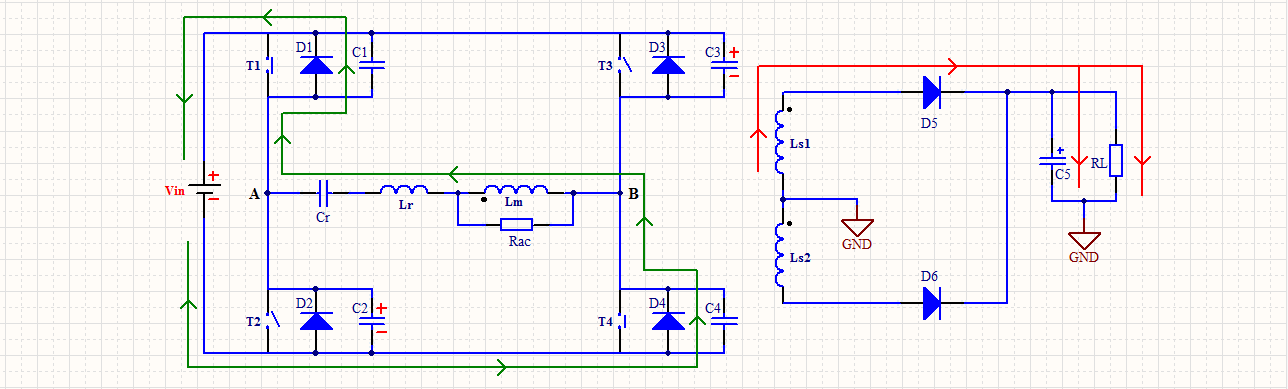 D1 C1 D3 C3 +
T1 T3 -
D5
Ls1
RL
C5 +
Vin + -
A B
Cr Lr Lm
Rac
GND
GND
Ls2
D6
D2 C2 + D4 C4
T2 - T4